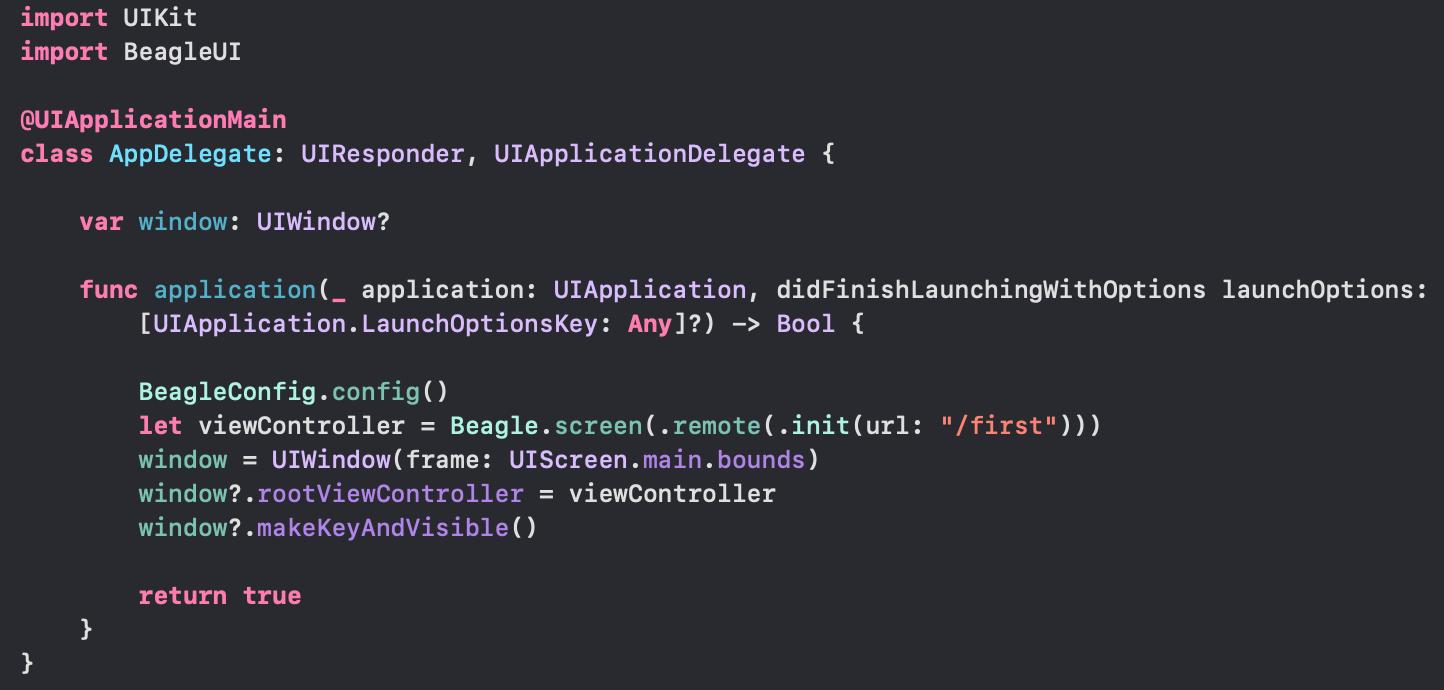 import UIKit
import BeagleUI
@UIApplicationMain
class AppDelegate: UIResponder, UIApplicationDelegate {
var window: UIWindow?
func application(_ application: UIApplication, didFinishLaunchingWithOptions launchOptions:
[UIApplication.LaunchOptionsKey: Any]?) -> Bool {
BeagleConfig.config()
let viewController = Beagle.screen(.remote(.init(url: "/first")))
window = UIWindow(frame: UIScreen.main.bounds)
window?.rootViewController = viewController
window?.makeKeyAndVisible()
return true
}
}